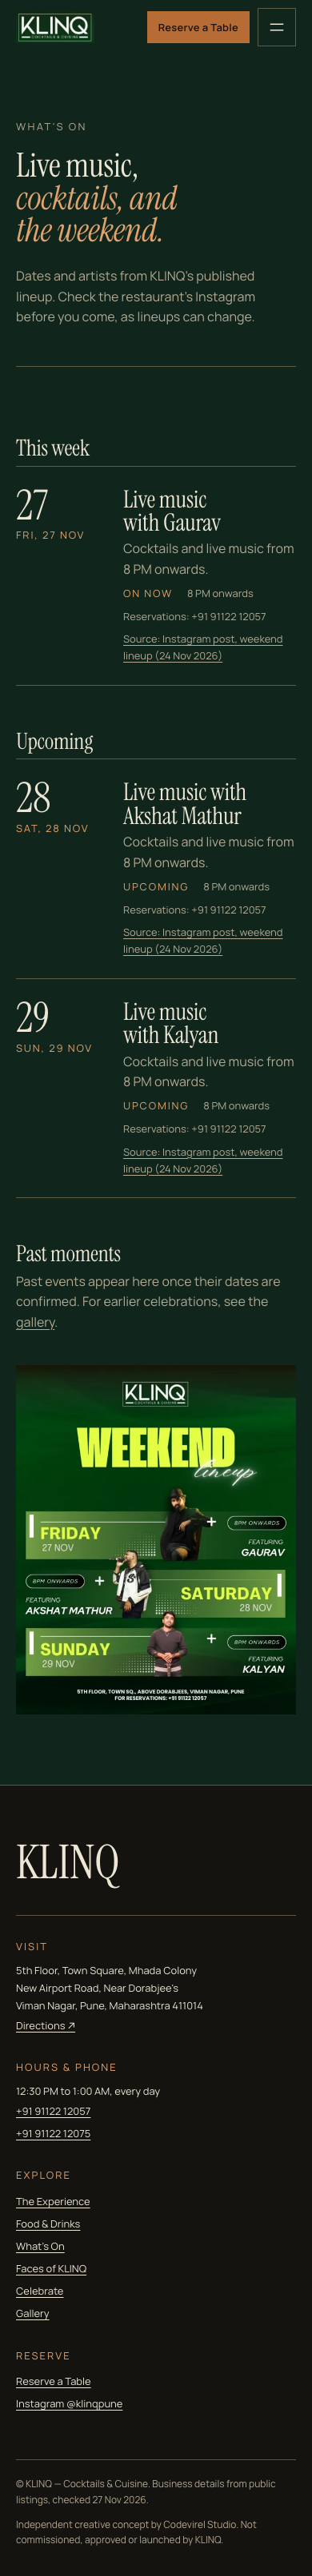 KLINQ
COCKTAILS & CUISINE
Reserve a Table
WHAT'S ON
Live music,
cocktails, and
the weekend.
Dates and artists from KLINQ's published
lineup. Check the restaurant's Instagram
before you come, as lineups can change.
This week
27
FRI, 27 NOV
Live music
with Gaurav
Cocktails and live music from
8 PM onwards.
ON NOW 8 PM onwards
Reservations: +91 91122 12057
Source: Instagram post, weekend
lineup (24 Nov 2026)
Upcoming
28
SAT, 28 NOV
Live music with
Akshat Mathur
Cocktails and live music from
8 PM onwards.
UPCOMING 8 PM onwards
Reservations: +91 91122 12057
Source: Instagram post, weekend
lineup (24 Nov 2026)
29
SUN, 29 NOV
Live music
with Kalyan
Cocktails and live music from
8 PM onwards.
UPCOMING 8 PM onwards
Reservations: +91 91122 12057
Source: Instagram post, weekend
lineup (24 Nov 2026)
Past moments
Past events appear here once their dates are
confirmed. For earlier celebrations, see the
gallery.
KLINQ
COCKTAILS & CUISINE
WEEKEND
lineup
FRIDAY
27 NOV
+ 8PM ONWARDS
FEATURING
GAURAV
8PM ONWARDS +
FEATURING
AKSHAT MATHUR
SATURDAY
28 NOV
SUNDAY
29 NOV
+ 8PM ONWARDS
FEATURING
KALYAN
5TH FLOOR, TOWN SQ., ABOVE DORABJEES, VIMAN NAGAR, PUNE
FOR RESERVATIONS: +91 91122 12057
KLINQ
VISIT
5th Floor, Town Square, Mhada Colony
New Airport Road, Near Dorabjee's
Viman Nagar, Pune, Maharashtra 411014
Directions ↗
HOURS & PHONE
12:30 PM to 1:00 AM, every day
+91 91122 12057
+91 91122 12075
EXPLORE
The Experience
Food & Drinks
What's On
Faces of KLINQ
Celebrate
Gallery
RESERVE
Reserve a Table
Instagram @klinqpune
© KLINQ — Cocktails & Cuisine. Business details from public
listings, checked 27 Nov 2026.
Independent creative concept by Codevirel Studio. Not
commissioned, approved or launched by KLINQ.